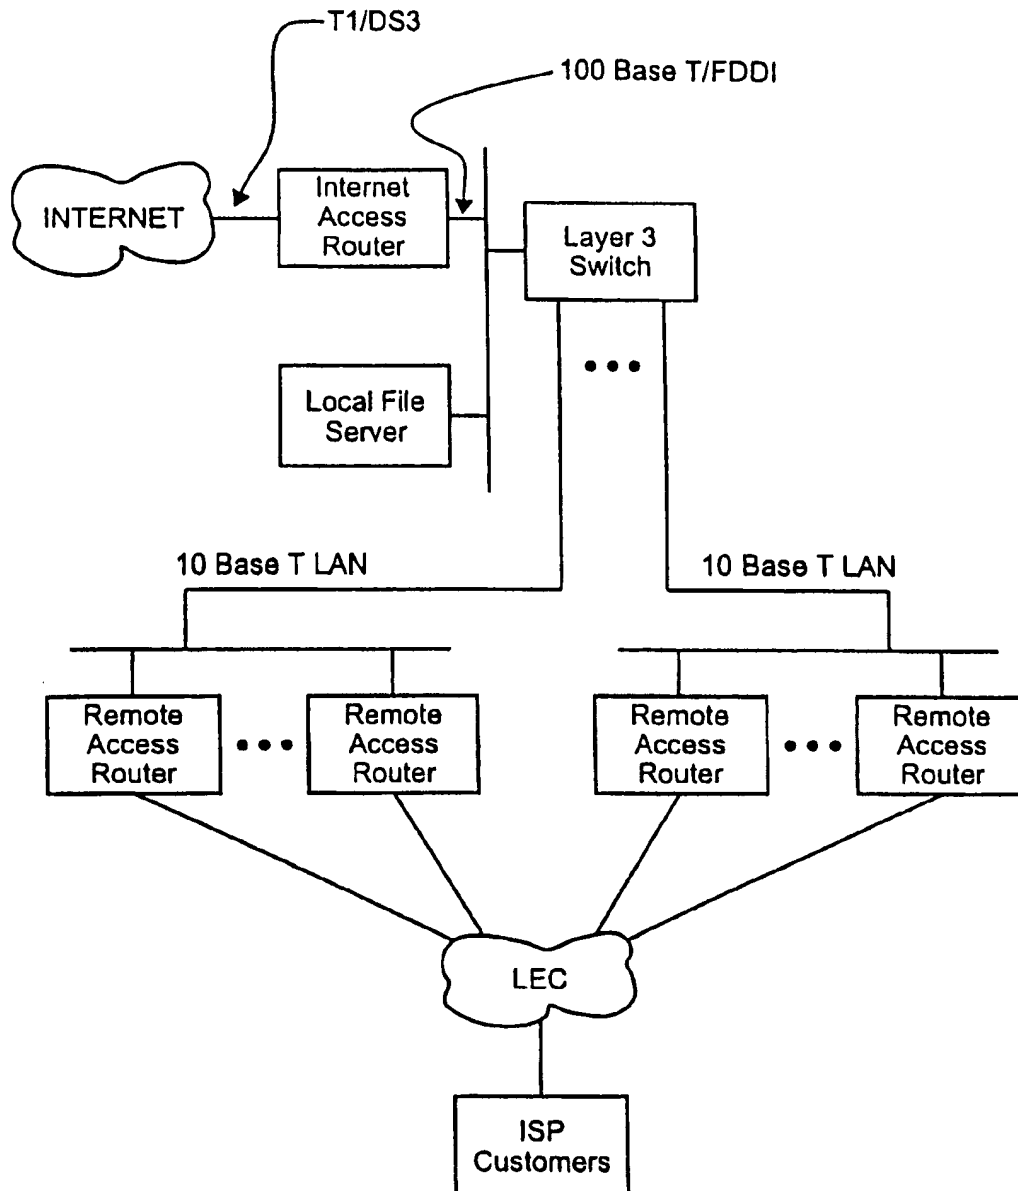 T1/DS3
100 Base T/FDDI
INTERNET
Internet
Access
Router
Layer 3
Switch
Local File
Server
10 Base T LAN
10 Base T LAN
Remote
Access
Router
Remote
Access
Router
Remote
Access
Router
Remote
Access
Router
LEC
ISP
Customers